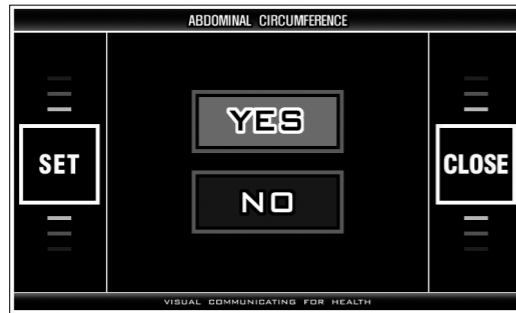 ABDOMINAL CIRCUMFERENCE
YES
SET
CLOSE
NO
VISUAL COMMUNICATING FOR HEALTH